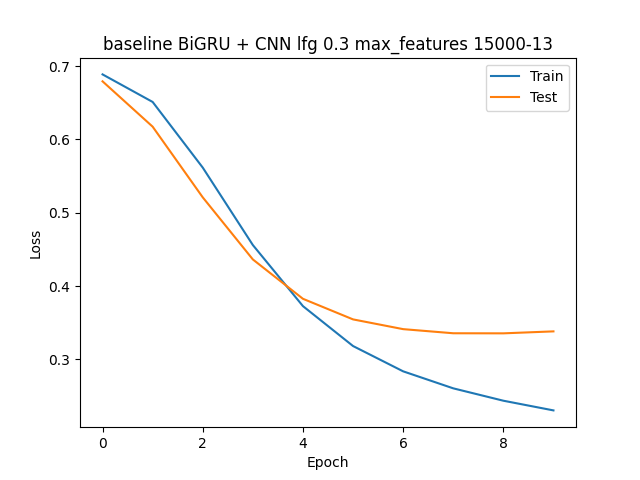 baseline BiGRU + CNN lfg 0.3 max_features 15000-13
Train
Test
Loss
0.7
0.6
0.5
0.4
0.3
0 2 4 6 8
Epoch